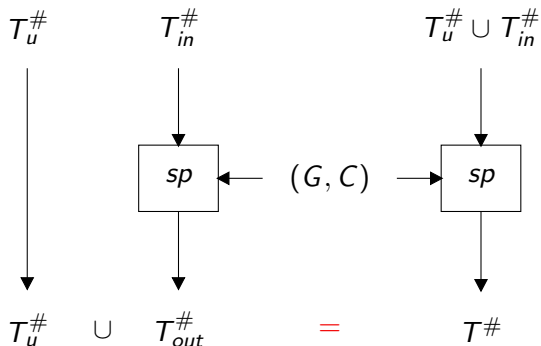 T_u^# T_in^# T_u^# ∪ T_in^#
sp (G, C) sp
T_u^# ∪ T_out^# = T^#